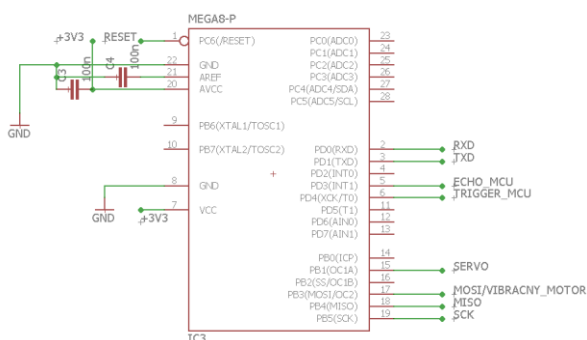 MEGA8-P
+3V3
RESET
1
PC6(/RESET)
100n
C4
100n
C3
22
GND
21
AREF
20
AVCC
GND
9
PB6(XTAL1/TOSC1)
10
PB7(XTAL2/TOSC2)
8
GND
GND
7
VCC
+3V3
PC0(ADC0)
23
PC1(ADC1)
24
PC2(ADC2)
25
PC3(ADC3)
26
PC4(ADC4/SDA)
27
PC5(ADC5/SCL)
28
PD0(RXD)
2
RXD
PD1(TXD)
3
TXD
PD2(INT0)
4
PD3(INT1)
5
ECHO_MCU
PD4(XCK/T0)
6
TRIGGER_MCU
PD5(T1)
11
PD6(AIN0)
12
PD7(AIN1)
13
PB0(ICP)
14
PB1(OC1A)
15
SERVO
PB2(SS/OC1B)
16
PB3(MOSI/OC2)
17
MOSI/VIBRACNY_MOTOR
PB4(MISO)
18
MISO
PB5(SCK)
19
SCK
IC3